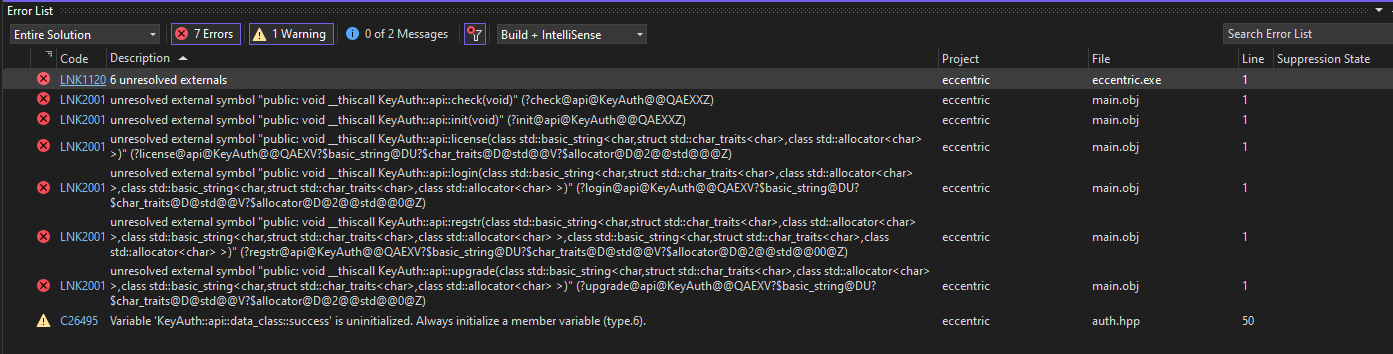 Error List
Entire Solution 7 Errors 1 Warning 0 of 2 Messages Build + IntelliSense Search Error List
Code Description Project File Line Suppression State
LNK1120 6 unresolved externals eccentric eccentric.exe 1
LNK2001 unresolved external symbol "public: void __thiscall KeyAuth::api::check(void)" (?check@api@KeyAuth@@QAEXXZ) eccentric main.obj 1
LNK2001 unresolved external symbol "public: void __thiscall KeyAuth::api::init(void)" (?init@api@KeyAuth@@QAEXXZ) eccentric main.obj 1
unresolved external symbol "public: void __thiscall KeyAuth::api::license(class std::basic_string<char,struct std::char_traits<char>,class std::allocator<char>
LNK2001 >)" (?license@api@KeyAuth@@QAEXV?$basic_string@DU?$char_traits@D@std@@V?$allocator@D@2@@std@@@Z) eccentric main.obj 1
unresolved external symbol "public: void __thiscall KeyAuth::api::login(class std::basic_string<char,struct std::char_traits<char>,class std::allocator<char>
LNK2001 >,class std::basic_string<char,struct std::char_traits<char>,class std::allocator<char> >)" (?login@api@KeyAuth@@QAEXV?$basic_string@DU? eccentric main.obj 1
$char_traits@D@std@@V?$allocator@D@2@@std@@0@Z)
unresolved external symbol "public: void __thiscall KeyAuth::api::regstr(class std::basic_string<char,struct std::char_traits<char>,class std::allocator<char>
LNK2001 >,class std::basic_string<char,struct std::char_traits<char>,class std::allocator<char> >,class std::basic_string<char,struct std::char_traits<char>,class eccentric main.obj 1
std::allocator<char> >)" (?regstr@api@KeyAuth@@QAEXV?$basic_string@DU?$char_traits@D@std@@V?$allocator@D@2@@std@@00@Z)
unresolved external symbol "public: void __thiscall KeyAuth::api::upgrade(class std::basic_string<char,struct std::char_traits<char>,class std::allocator<char>
LNK2001 >,class std::basic_string<char,struct std::char_traits<char>,class std::allocator<char> >)" (?upgrade@api@KeyAuth@@QAEXV?$basic_string@DU? eccentric main.obj 1
$char_traits@D@std@@V?$allocator@D@2@@std@@0@Z)
C26495 Variable 'KeyAuth::api::data_class::success' is uninitialized. Always initialize a member variable (type.6). eccentric auth.hpp 50